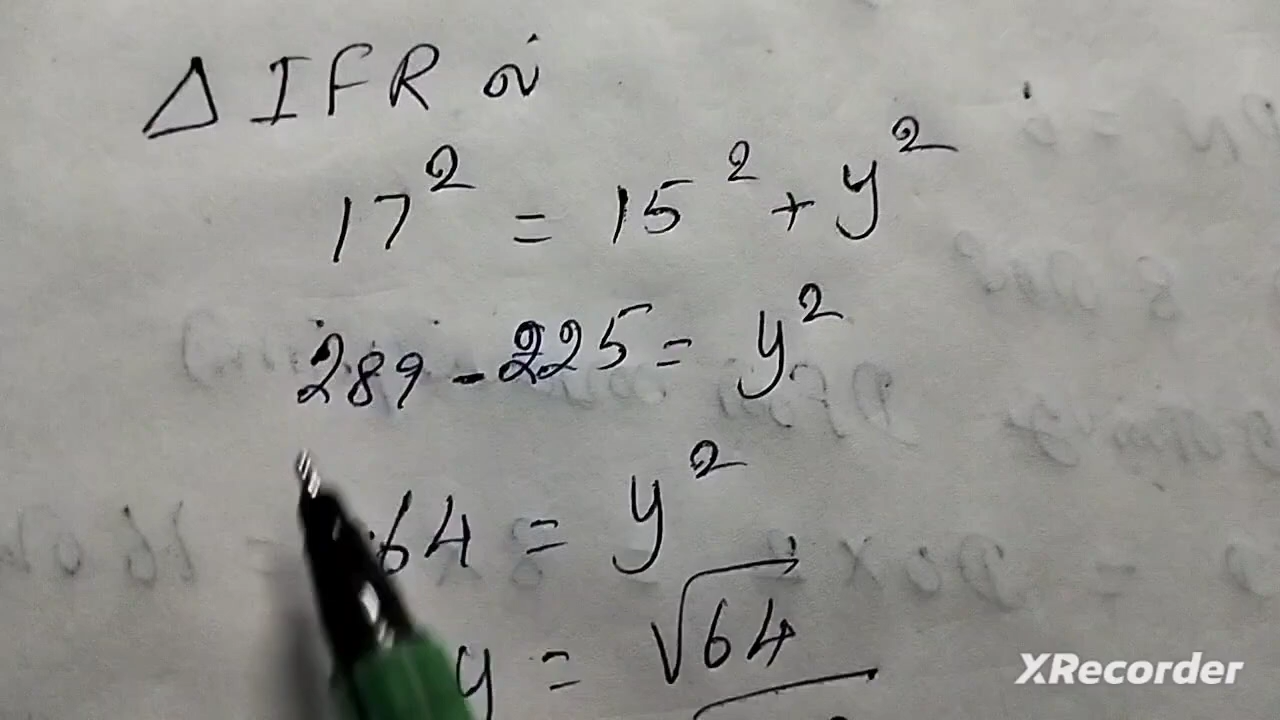 Δ IFR ல்
17² = 15² + y²
289 - 225 = y²
64 = y²
y = √64
XRecorder